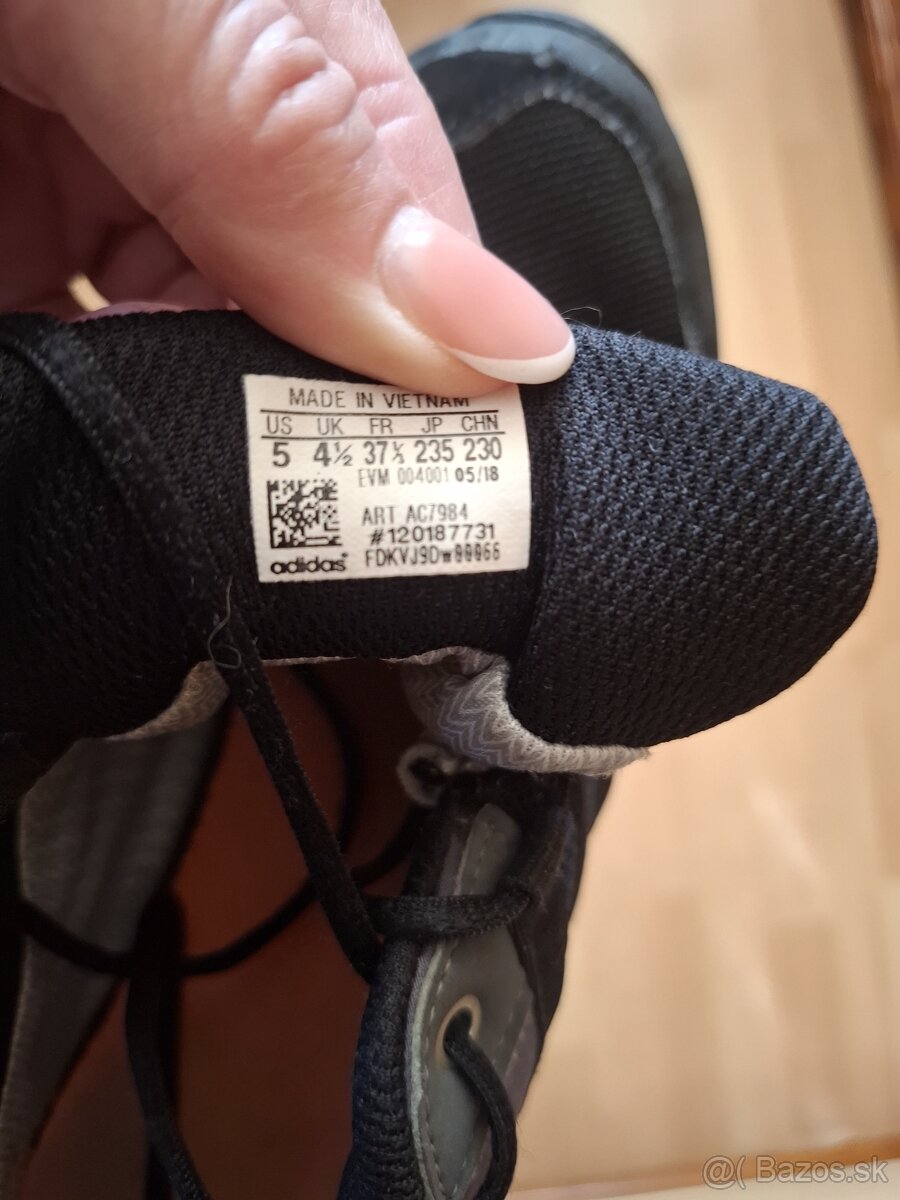 MADE IN VIETNAM
US UK FR JP CHN
5 4½ 37⅓ 235 230
EVM 004001 05/18
ART AC7984
#120187731
adidas FDKVJ9Dw00066
@( Bazos.sk